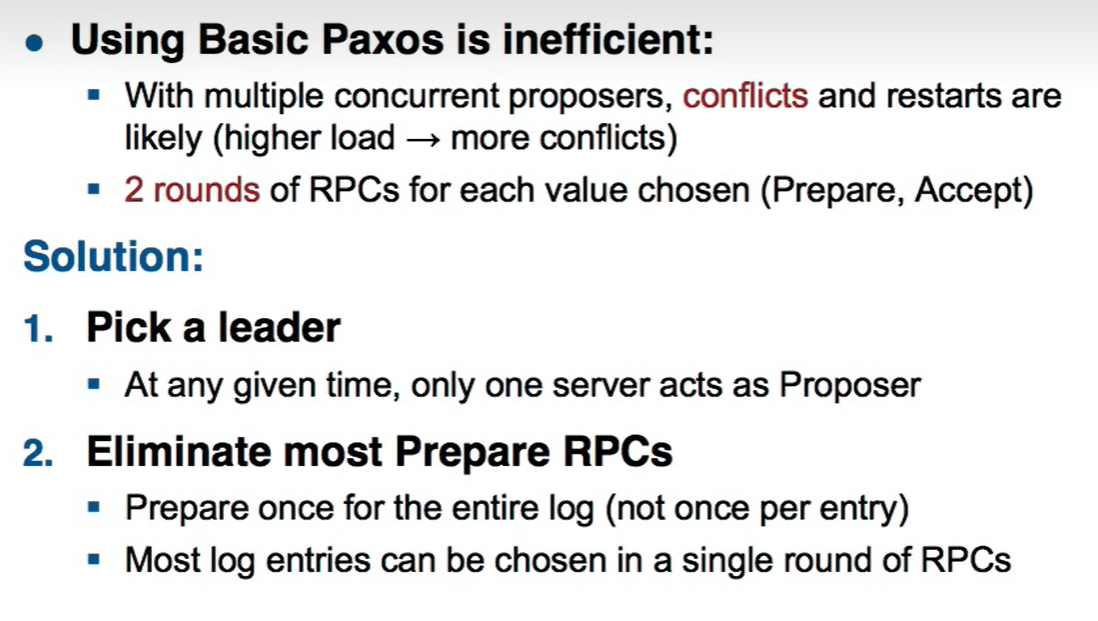 • Using Basic Paxos is inefficient:
▪ With multiple concurrent proposers, conflicts and restarts are
likely (higher load → more conflicts)
▪ 2 rounds of RPCs for each value chosen (Prepare, Accept)
Solution:
1. Pick a leader
▪ At any given time, only one server acts as Proposer
2. Eliminate most Prepare RPCs
▪ Prepare once for the entire log (not once per entry)
▪ Most log entries can be chosen in a single round of RPCs